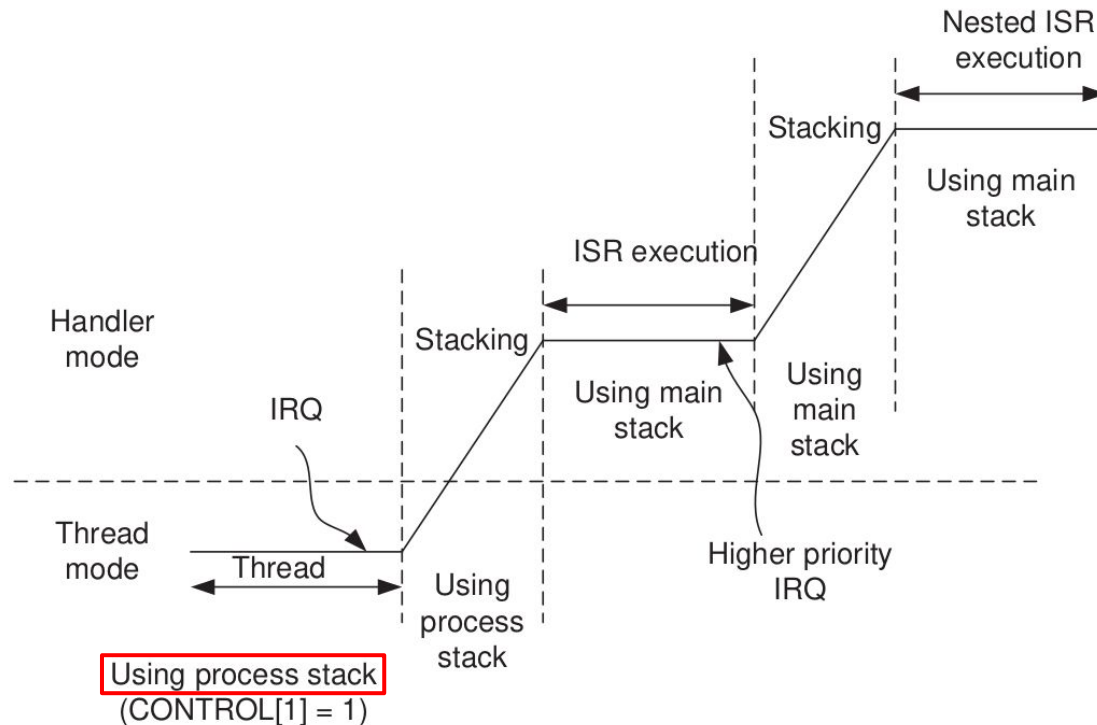 Nested ISR
execution
Stacking
Using main
stack
ISR execution
Handler
mode
Stacking
Using main
stack
Using
main
stack
IRQ
Thread
mode
Thread
Using
process
stack
Higher priority
IRQ
Using process stack
(CONTROL[1] = 1)